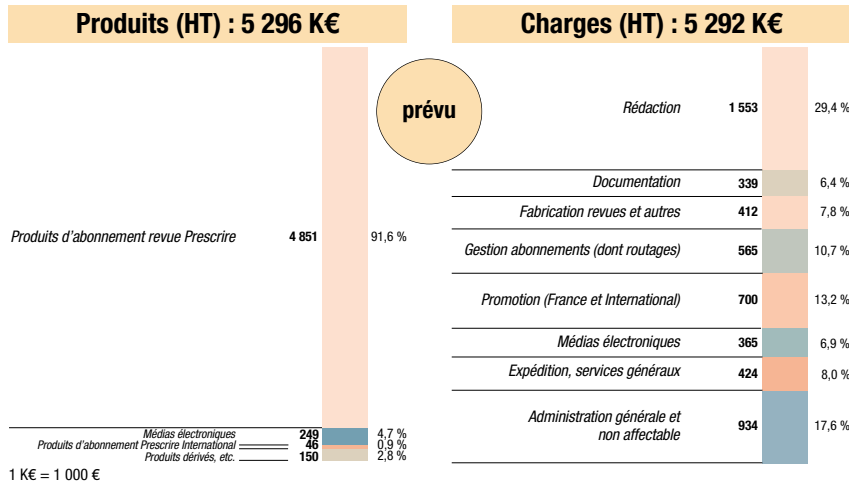 Produits (HT) : 5 296 K€
Produits d’abonnement revue Prescrire 4 851 91,6 %
Médias électroniques 249 4,7 %
Produits d’abonnement Prescrire International 46 0,9 %
Produits dérivés, etc. 150 2,8 %
1 K€ = 1 000 €
prévu
Charges (HT) : 5 292 K€
Rédaction 1 553 29,4 %
Documentation 339 6,4 %
Fabrication revues et autres 412 7,8 %
Gestion abonnements (dont routages) 565 10,7 %
Promotion (France et International) 700 13,2 %
Médias électroniques 365 6,9 %
Expédition, services généraux 424 8,0 %
Administration générale et
non affectable 934 17,6 %